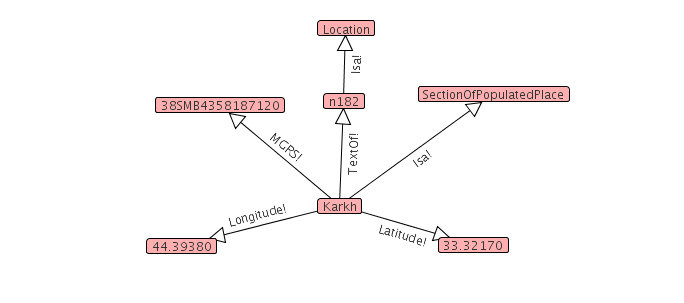 Location
Isa!
38SMB4358187120
n182
SectionOfPopulatedPlace
MGPS!
TextOf!
Isa!
Karkh
Longitude!
Latitude!
44.39380
33.32170